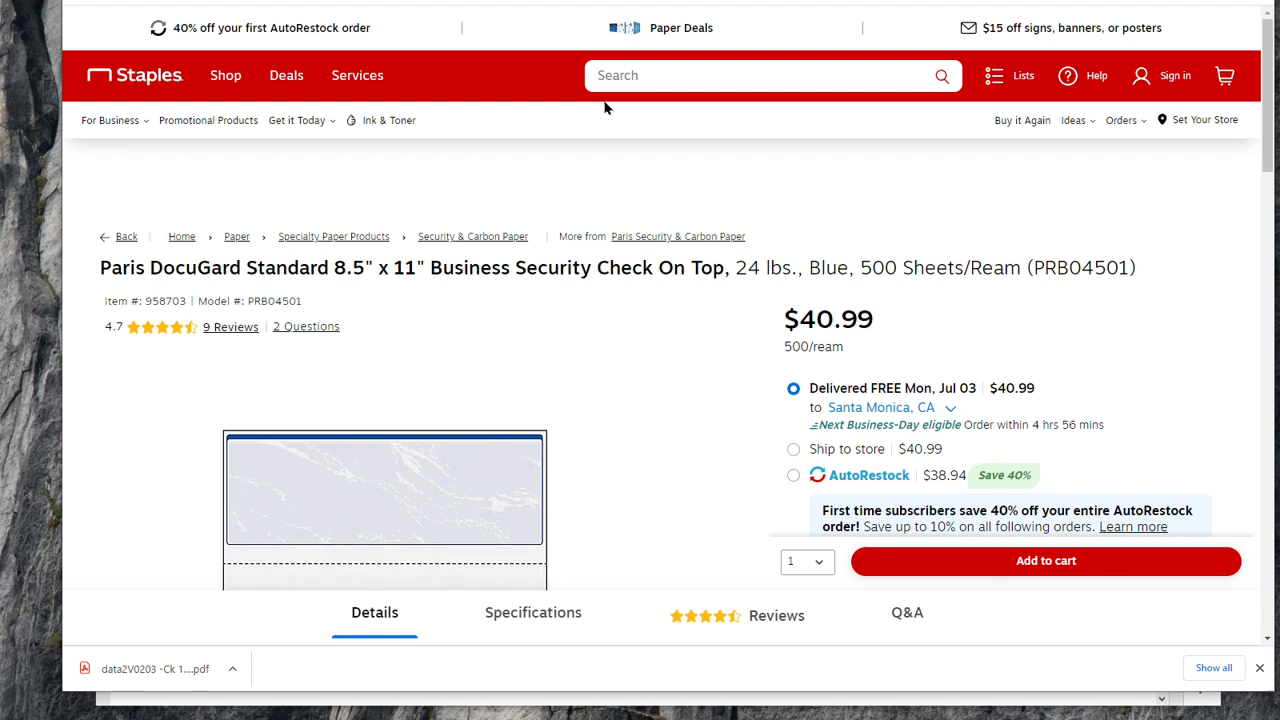 40% off your first AutoRestock order
Paper Deals
$15 off signs, banners, or posters
Staples
Shop
Deals
Services
Search
Lists
Help
Sign in
For Business
Promotional Products
Get it Today
Ink & Toner
Buy it Again
Ideas
Orders
Set Your Store
Back
Home
Paper
Specialty Paper Products
Security & Carbon Paper
More from Paris Security & Carbon Paper
Paris DocuGard Standard 8.5" x 11" Business Security Check On Top, 24 lbs., Blue, 500 Sheets/Ream (PRB04501)
Item #: 958703 | Model #: PRB04501
4.7 9 Reviews | 2 Questions
$40.99
500/ream
Delivered FREE Mon, Jul 03 | $40.99
to Santa Monica, CA
Next Business-Day eligible Order within 4 hrs 56 mins
Ship to store | $40.99
AutoRestock | $38.94 Save 40%
First time subscribers save 40% off your entire AutoRestock
order! Save up to 10% on all following orders. Learn more
1
Add to cart
Details
Specifications
Reviews
Q&A
data2V0203 -Ck 1....pdf
Show all